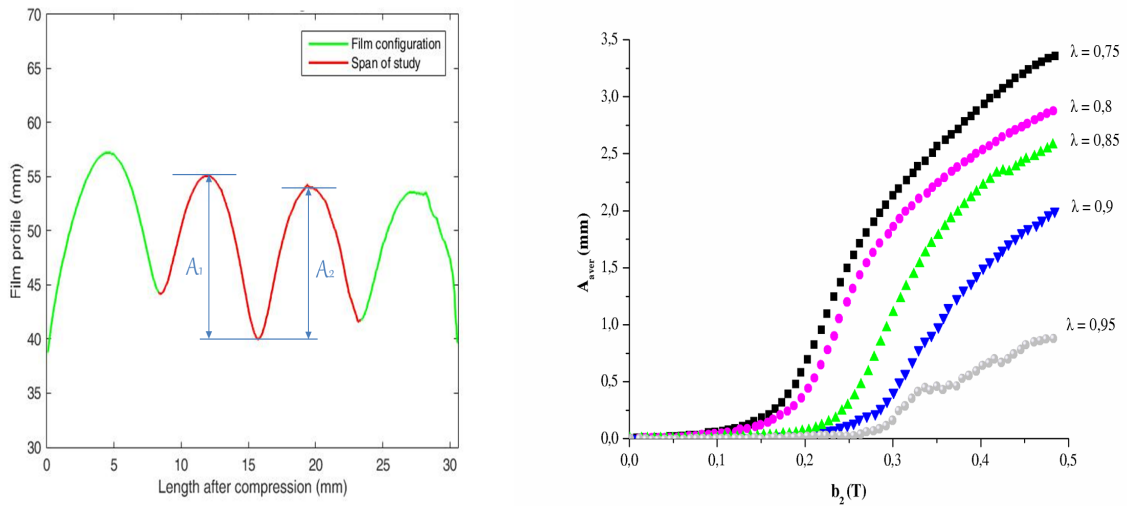 70
65
60
55
50
45
40
35
30
Film profile (mm)
0
5
10
15
20
25
30
Length after compression (mm)
Film configuration
Span of study
A1
A2
3,5
3,0
2,5
2,0
1,5
1,0
0,5
0,0
A aver (mm)
0,0
0,1
0,2
0,3
0,4
0,5
b2 (T)
λ = 0,75
λ = 0,8
λ = 0,85
λ = 0,9
λ = 0,95